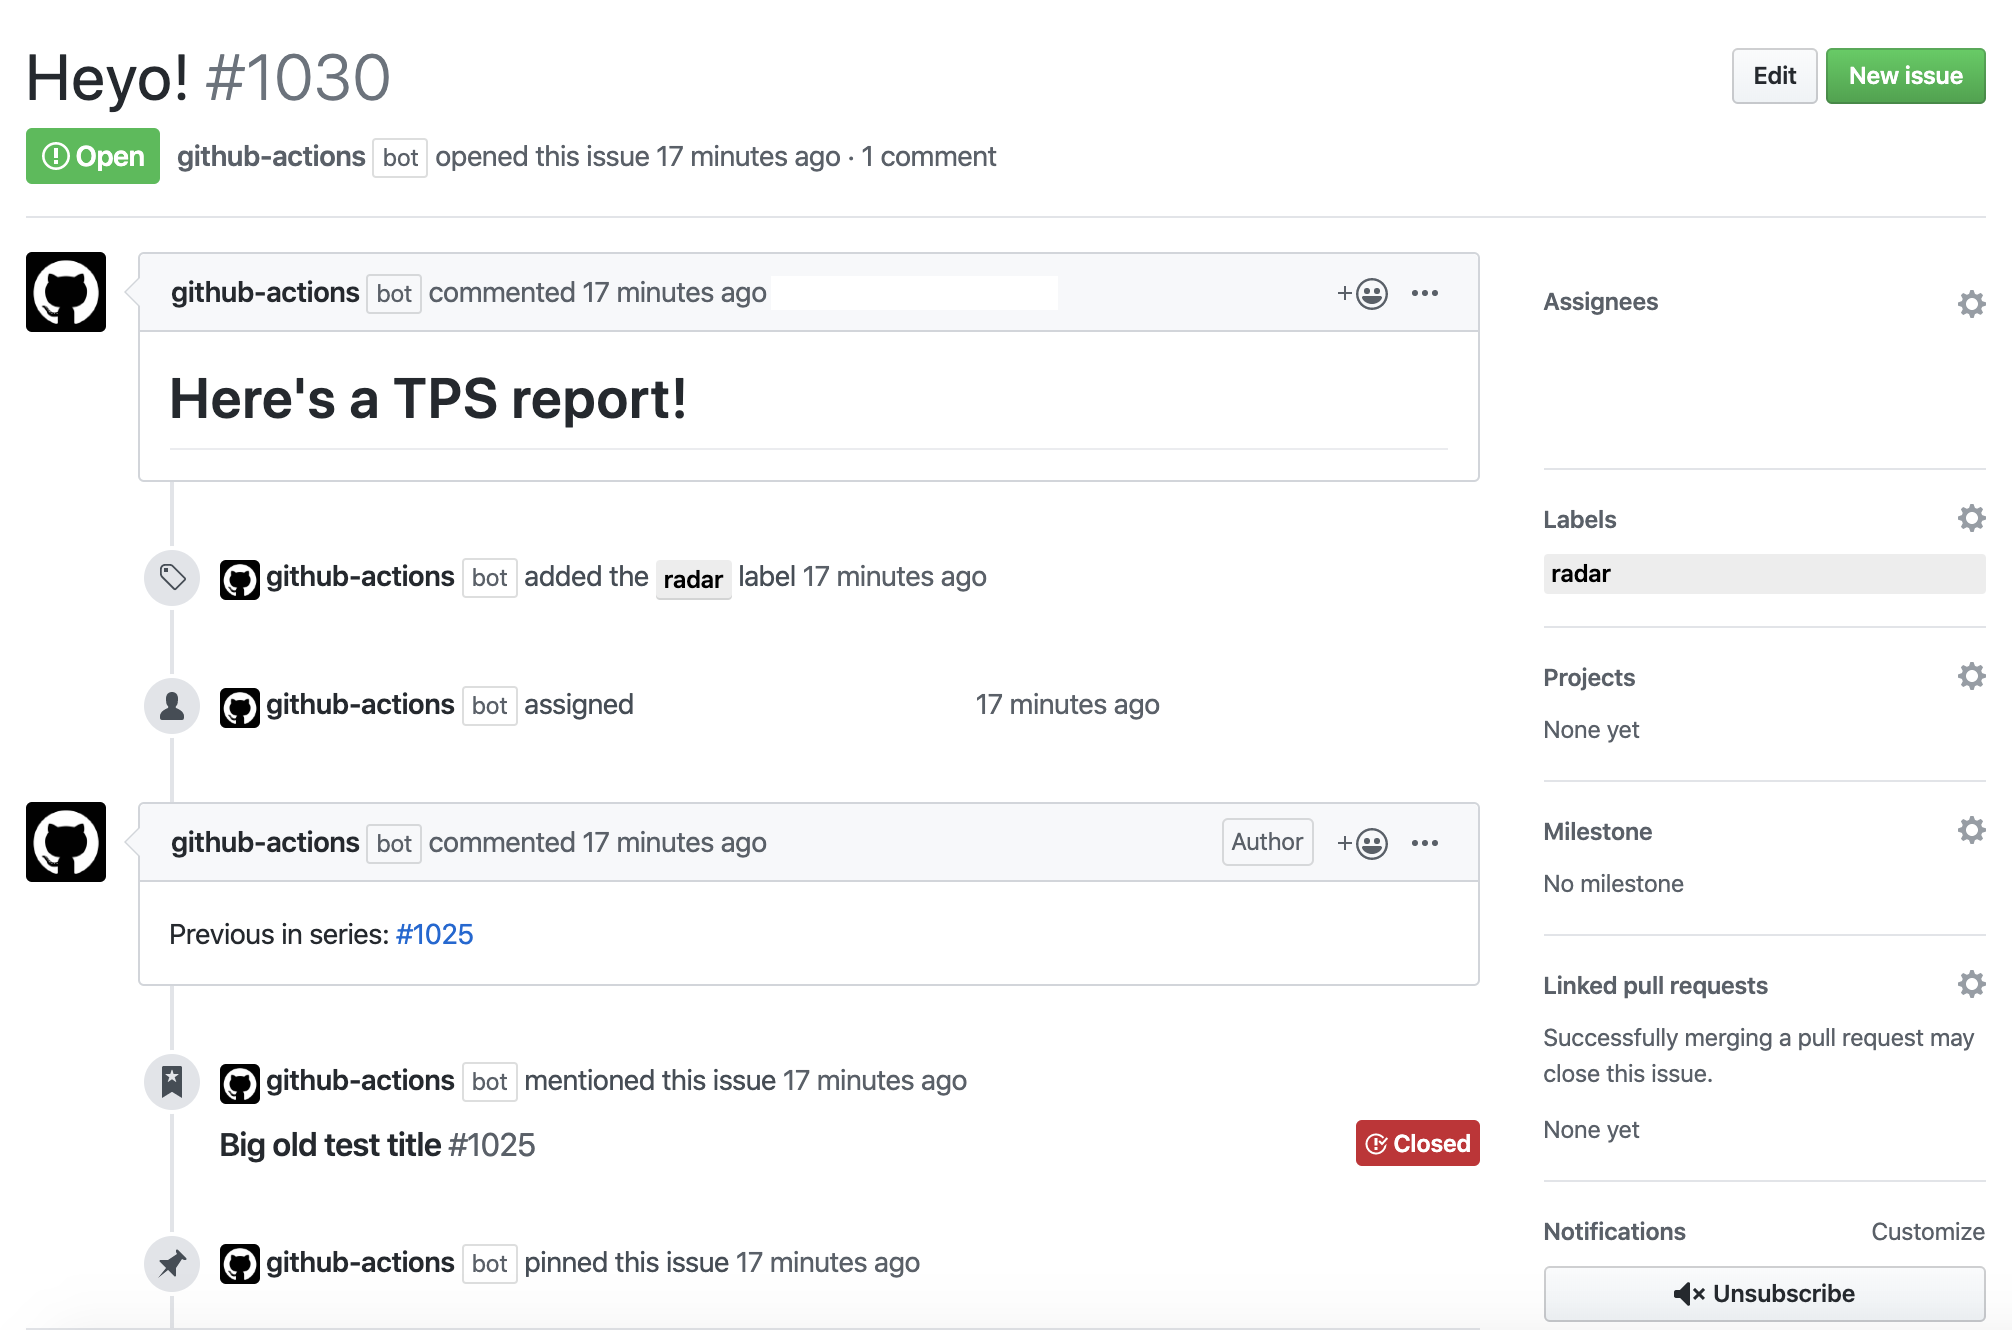 Heyo! #1030
Edit
New issue
Open
github-actions bot opened this issue 17 minutes ago · 1 comment
github-actions bot commented 17 minutes ago
Here's a TPS report!
github-actions bot added the radar label 17 minutes ago
github-actions bot assigned 17 minutes ago
github-actions bot commented 17 minutes ago
Author
Previous in series: #1025
github-actions bot mentioned this issue 17 minutes ago
Big old test title #1025
Closed
github-actions bot pinned this issue 17 minutes ago
Assignees
Labels
radar
Projects
None yet
Milestone
No milestone
Linked pull requests
Successfully merging a pull request may
close this issue.
None yet
Notifications
Customize
Unsubscribe